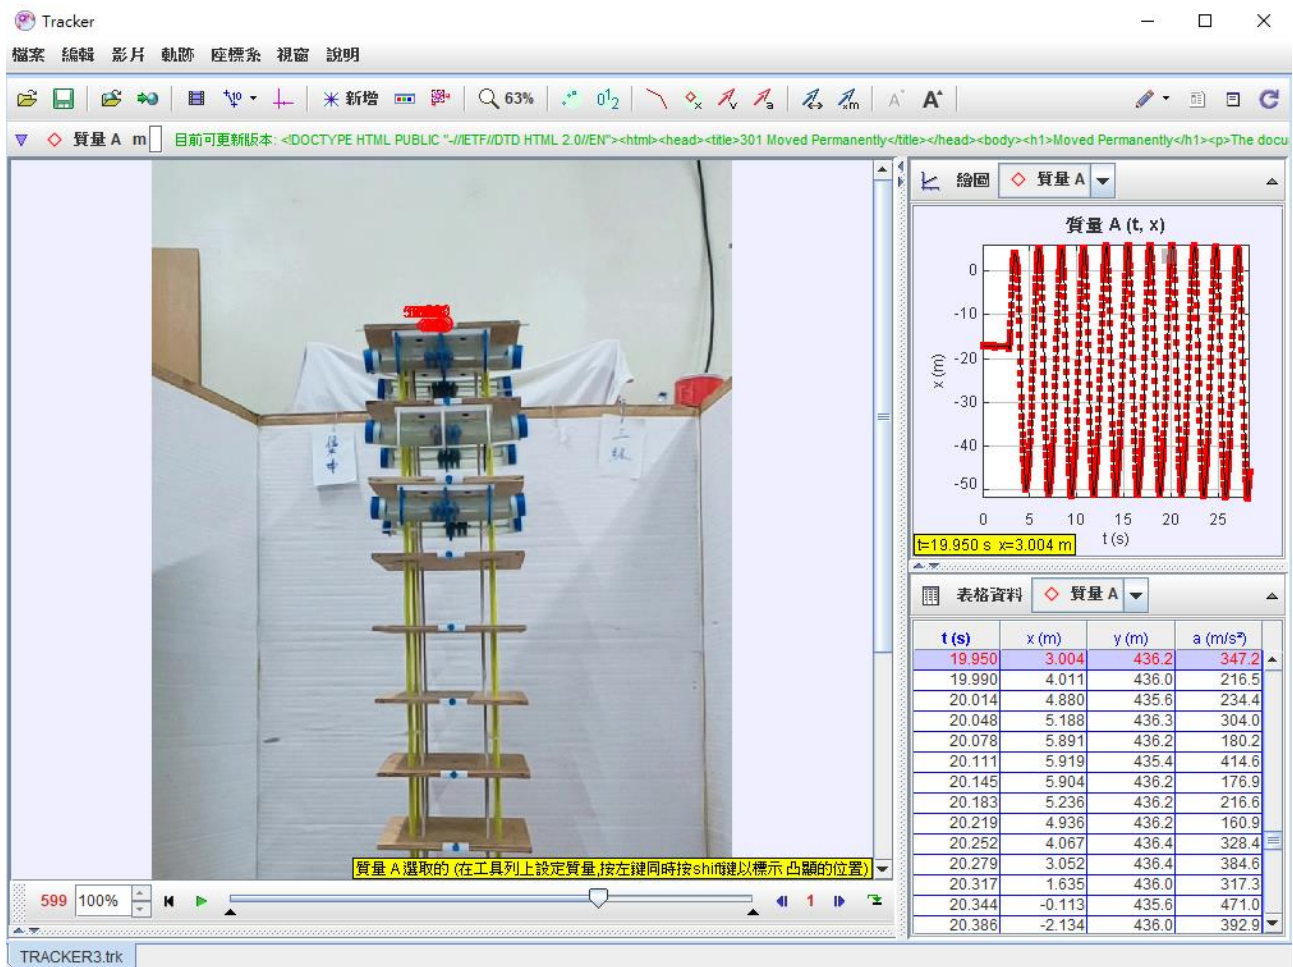 Tracker
檔案 編輯 影片 軌跡 座標系 視窗 說明
新增 63%
質量 A m 目前可更新版本: <!DOCTYPE HTML PUBLIC "-//IETF//DTD HTML 2.0//EN"><html><head><title>301 Moved Permanently</title></head><body><h1>Moved Permanently</h1><p>The docu
繪圖 質量 A
質量 A (t, x)
0
-10
-20
-30
-40
-50
x (m)
0 5 10 15 20 25
t (s)
t=19.950 s x=3.004 m
表格資料 質量 A
t (s) x (m) y (m) a (m/s²)
19.950 3.004 436.2 347.2
19.990 4.011 436.0 216.5
20.014 4.880 435.6 234.4
20.048 5.188 436.3 304.0
20.078 5.891 436.2 180.2
20.111 5.919 435.4 414.6
20.145 5.904 436.2 176.9
20.183 5.236 436.2 216.6
20.219 4.936 436.2 160.9
20.252 4.067 436.4 328.4
20.279 3.052 436.4 384.6
20.317 1.635 436.0 317.3
20.344 -0.113 435.6 471.0
20.386 -2.134 436.0 392.9
質量 A 選取的 (在工具列上設定質量,按左鍵同時按shift鍵以標示 凸顯的位置)
599 100% 1
TRACKER3.trk